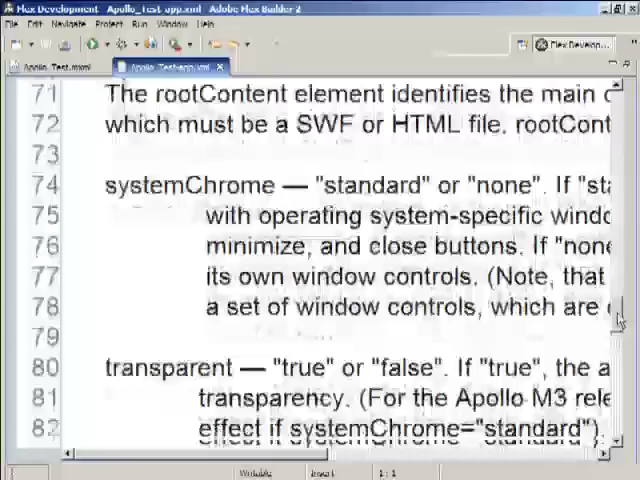 Flex Development - Apollo_Test-app.xml - Adobe Flex Builder 2
File Edit Navigate Project Run Window Help
Flex Develop...
Apollo_Test.mxml Apollo_Test-app.xml
71 The rootContent element identifies the main
72 which must be a SWF or HTML file. rootCont
73
74 systemChrome — "standard" or "none". If "sta
75 with operating system-specific windo
76 minimize, and close buttons. If "none
77 its own window controls. (Note, that
78 a set of window controls, which are
79
80 transparent — "true" or "false". If "true", the a
81 transparency. (For the Apollo M3 rele
82 effect if systemChrome="standard").
Writable Insert 1 : 1